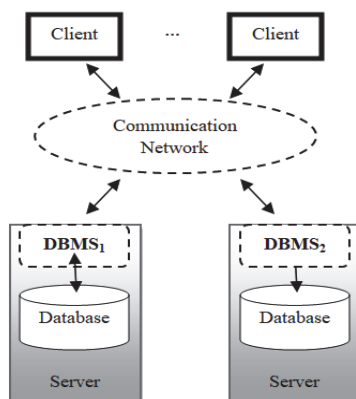 Client ... Client
Communication
Network
DBMS₁ DBMS₂
Database Database
Server Server